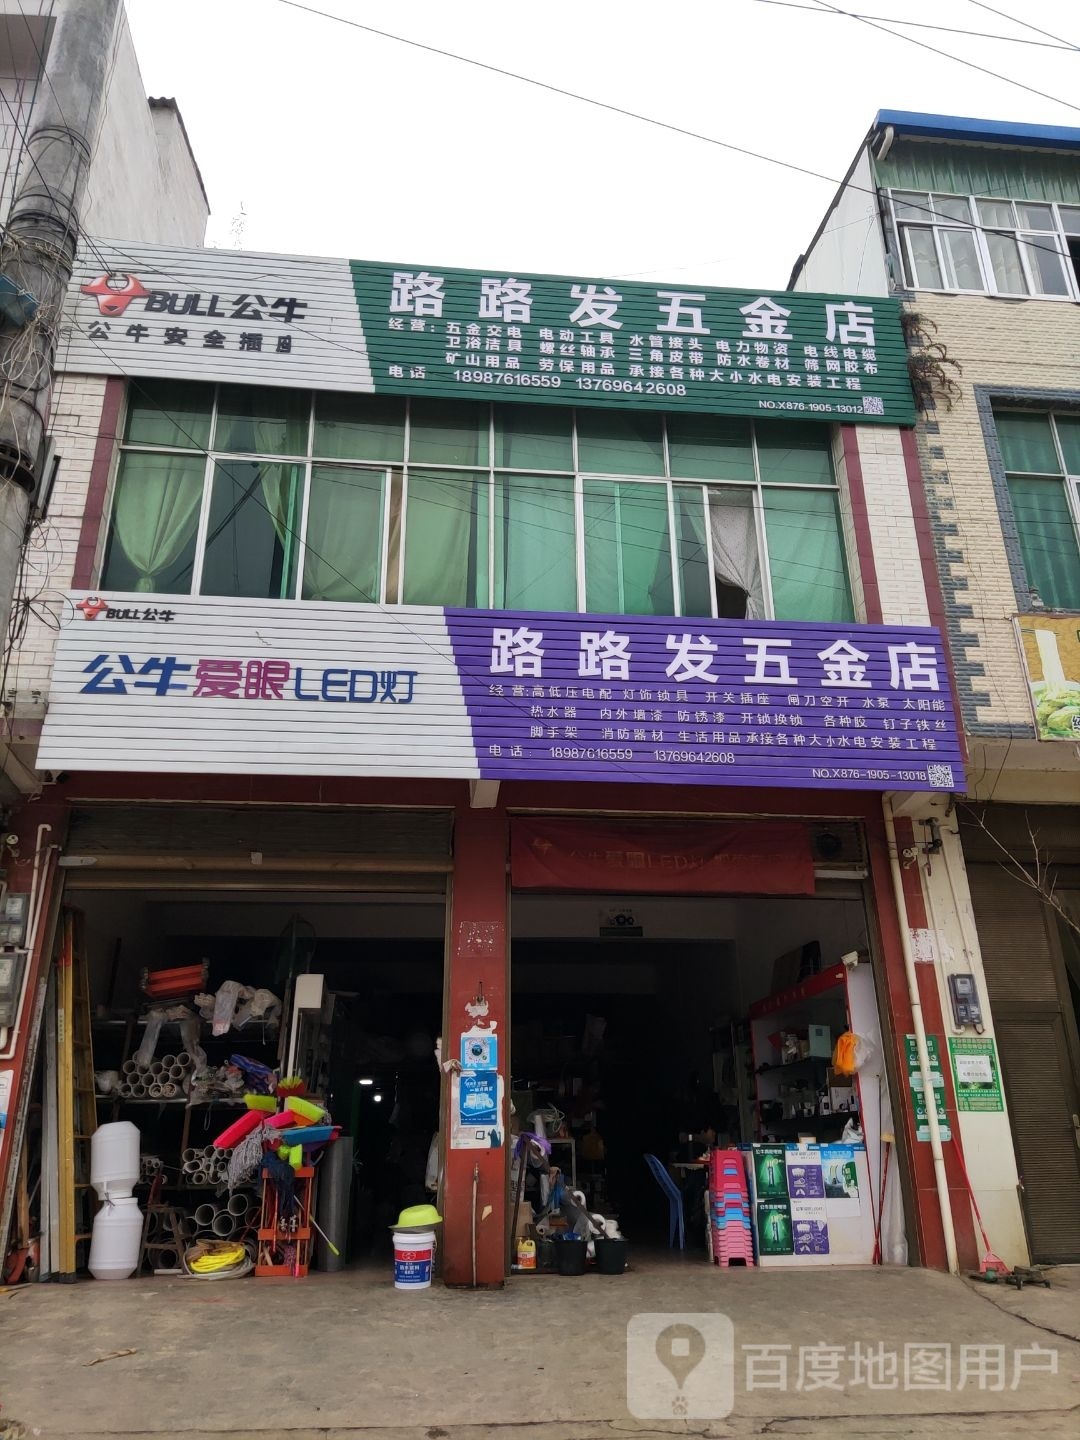 BULL公牛
公牛安全插座
路路发五金店
经营：五金交电 电动工具 水管接头 电力物资 电线电缆
卫浴洁具 螺丝轴承 三角皮带 防水卷材 筛网胶布
矿山用品 劳保用品 承接各种大小水电安装工程
电话 18987616559 13769642608
NO.X876-1905-13012
BULL公牛
公牛爱眼LED灯
路路发五金店
经营:高低压电配 灯饰锁具 开关插座 闸刀空开 水泵 太阳能
热水器 内外墙漆 防锈漆 开锁换锁 各种胶 钉子铁丝
脚手架 消防器材 生活用品承接各种大小水电安装工程
电话: 18987616559 13769642608
NO.X876-1905-13018
公牛爱眼LED灯
百度地图用户